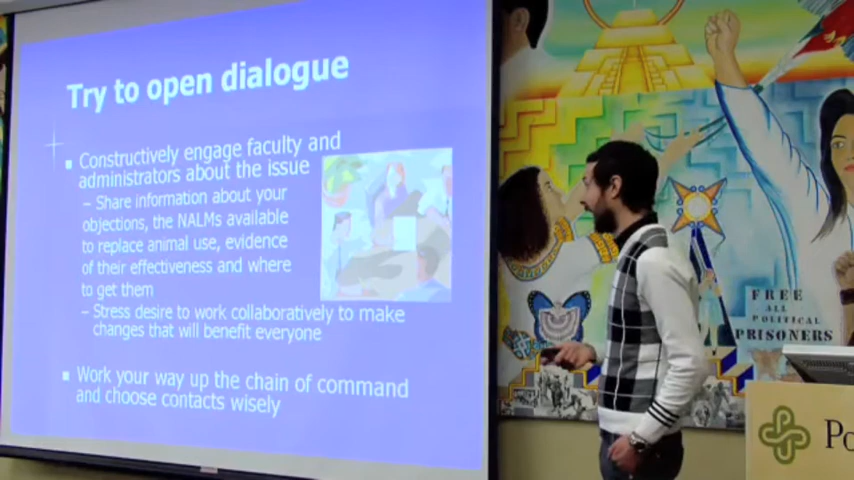 Try to open dialogue
Constructively engage faculty and
administrators about the issue
– Share information about your
objections, the NALMs available
to replace animal use, evidence
of their effectiveness and where
to get them
– Stress desire to work collaboratively to make
changes that will benefit everyone
Work your way up the chain of command
and choose contacts wisely
FREE
ALL
POLITICAL
PRISONERS
Po